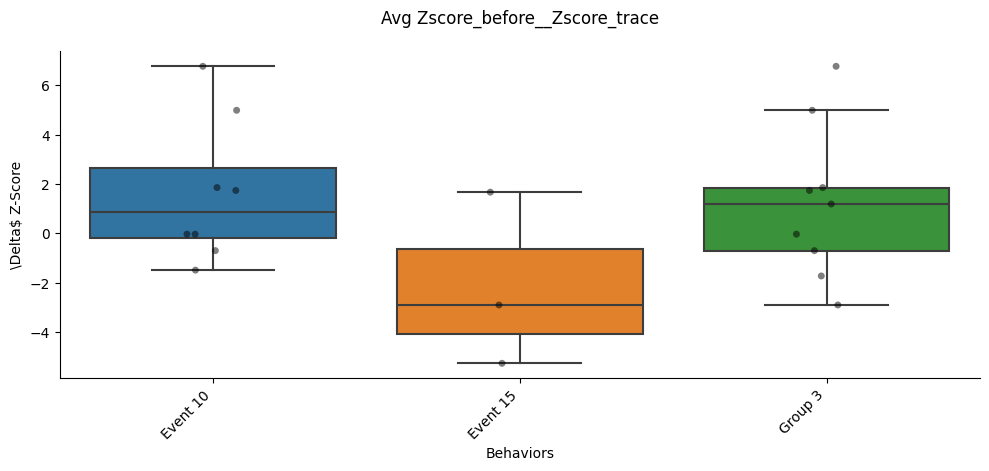 Avg Zscore_before__Zscore_trace
\Delta$ Z-Score
6
4
2
0
−2
−4
Event 10
Event 15
Group 3
Behaviors